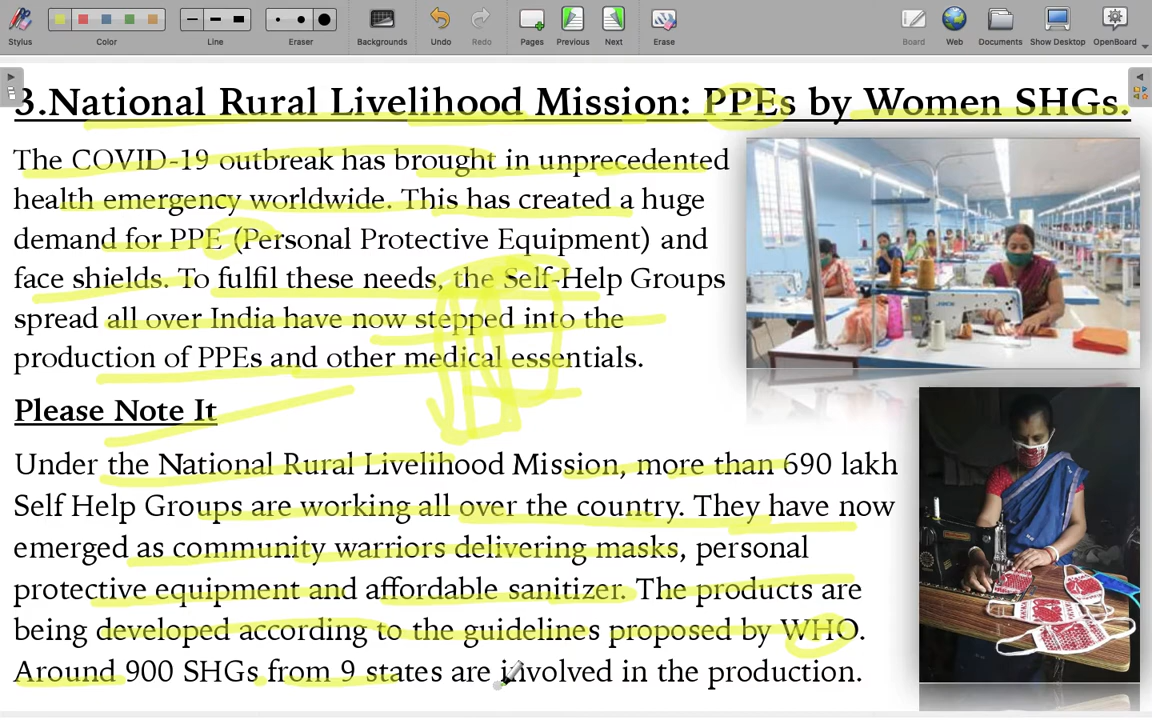 Stylus
Color
Line
Eraser
Backgrounds
Undo
Redo
Pages
Previous
Next
Erase
Board
Web
Documents
Show Desktop
OpenBoard
3.National Rural Livelihood Mission: PPEs by Women SHGs.
The COVID-19 outbreak has brought in unprecedented
health emergency worldwide. This has created a huge
demand for PPE (Personal Protective Equipment) and
face shields. To fulfil these needs, the Self-Help Groups
spread all over India have now stepped into the
production of PPEs and other medical essentials.
Please Note It
Under the National Rural Livelihood Mission, more than 690 lakh
Self Help Groups are working all over the country. They have now
emerged as community warriors delivering masks, personal
protective equipment and affordable sanitizer. The products are
being developed according to the guidelines proposed by WHO.
Around 900 SHGs from 9 states are involved in the production.